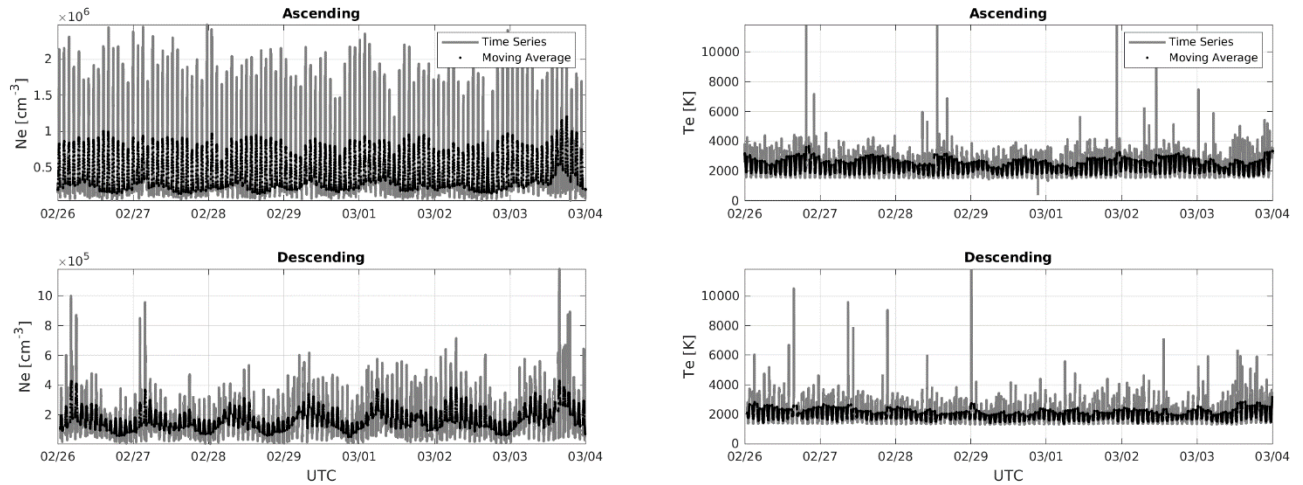 Ascending
×10⁶
Ne [cm⁻³]
2
1.5
1
0.5
Time Series
Moving Average
02/26 02/27 02/28 02/29 03/01 03/02 03/03 03/04
Ascending
Te [K]
10000
8000
6000
4000
2000
0
Time Series
Moving Average
02/26 02/27 02/28 02/29 03/01 03/02 03/03 03/04
Descending
×10⁵
Ne [cm⁻³]
10
8
6
4
2
02/26 02/27 02/28 02/29 03/01 03/02 03/03 03/04
UTC
Descending
Te [K]
10000
8000
6000
4000
2000
0
02/26 02/27 02/28 02/29 03/01 03/02 03/03 03/04
UTC